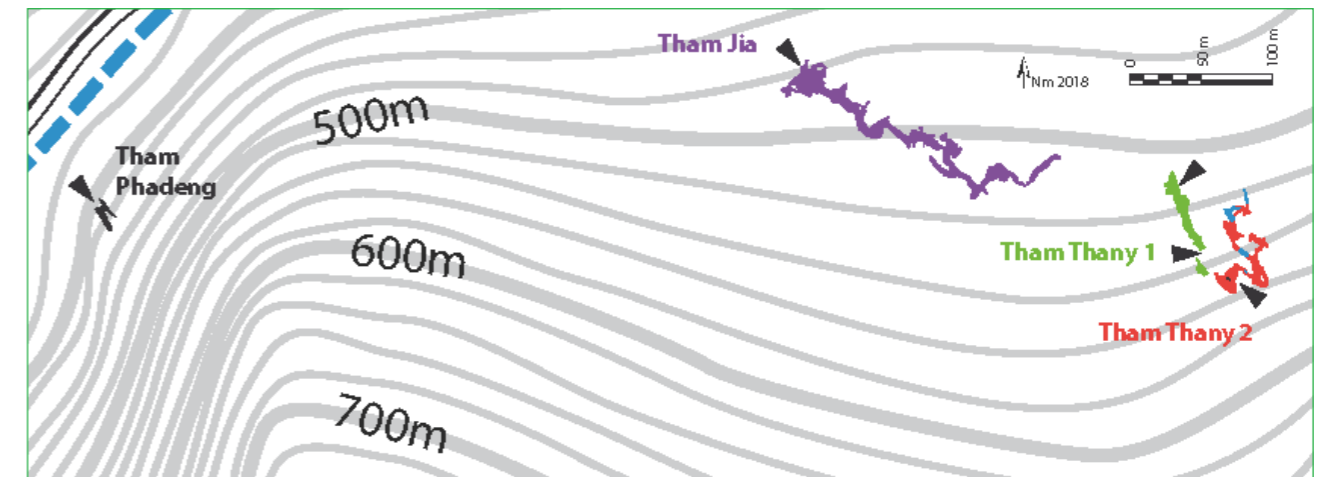 Tham Jia
0
50 m
100 m
Nm 2018
500m
Tham
Phadeng
Tham Thany 1
600m
Tham Thany 2
700m